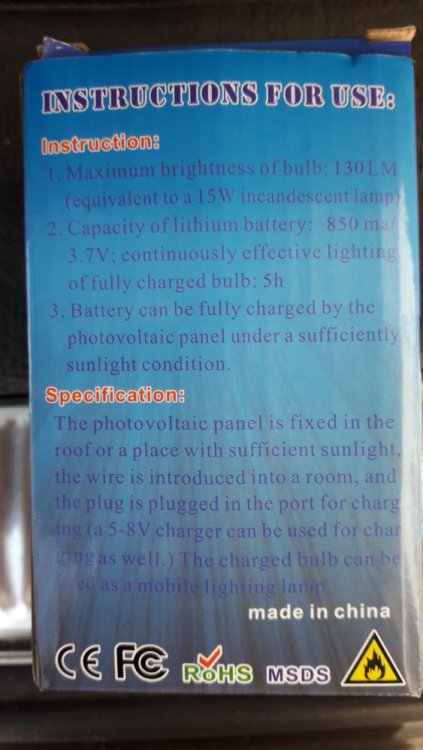 INSTRUCTIONS FOR USE:
Instruction:
1. Maximum brightness of bulb: 130 LM
(equivalent to a 15W incandescent lamp)
2. Capacity of lithium battery: 850 ma/
3.7V; continuously effective lighting
of fully charged bulb: 5h
3. Battery can be fully charged by the
photovoltaic panel under a sufficiently
sunlight condition.
Specification:
The photovoltaic panel is fixed in the
roof or a place with sufficient sunlight,
the wire is introduced into a room, and
the plug is plugged in the port for charg
ing (a 5-8V charger can be used for char
ging as well.) The charged bulb can be
used as a mobile lighting lamp.
made in china
CE FC RoHS MSDS